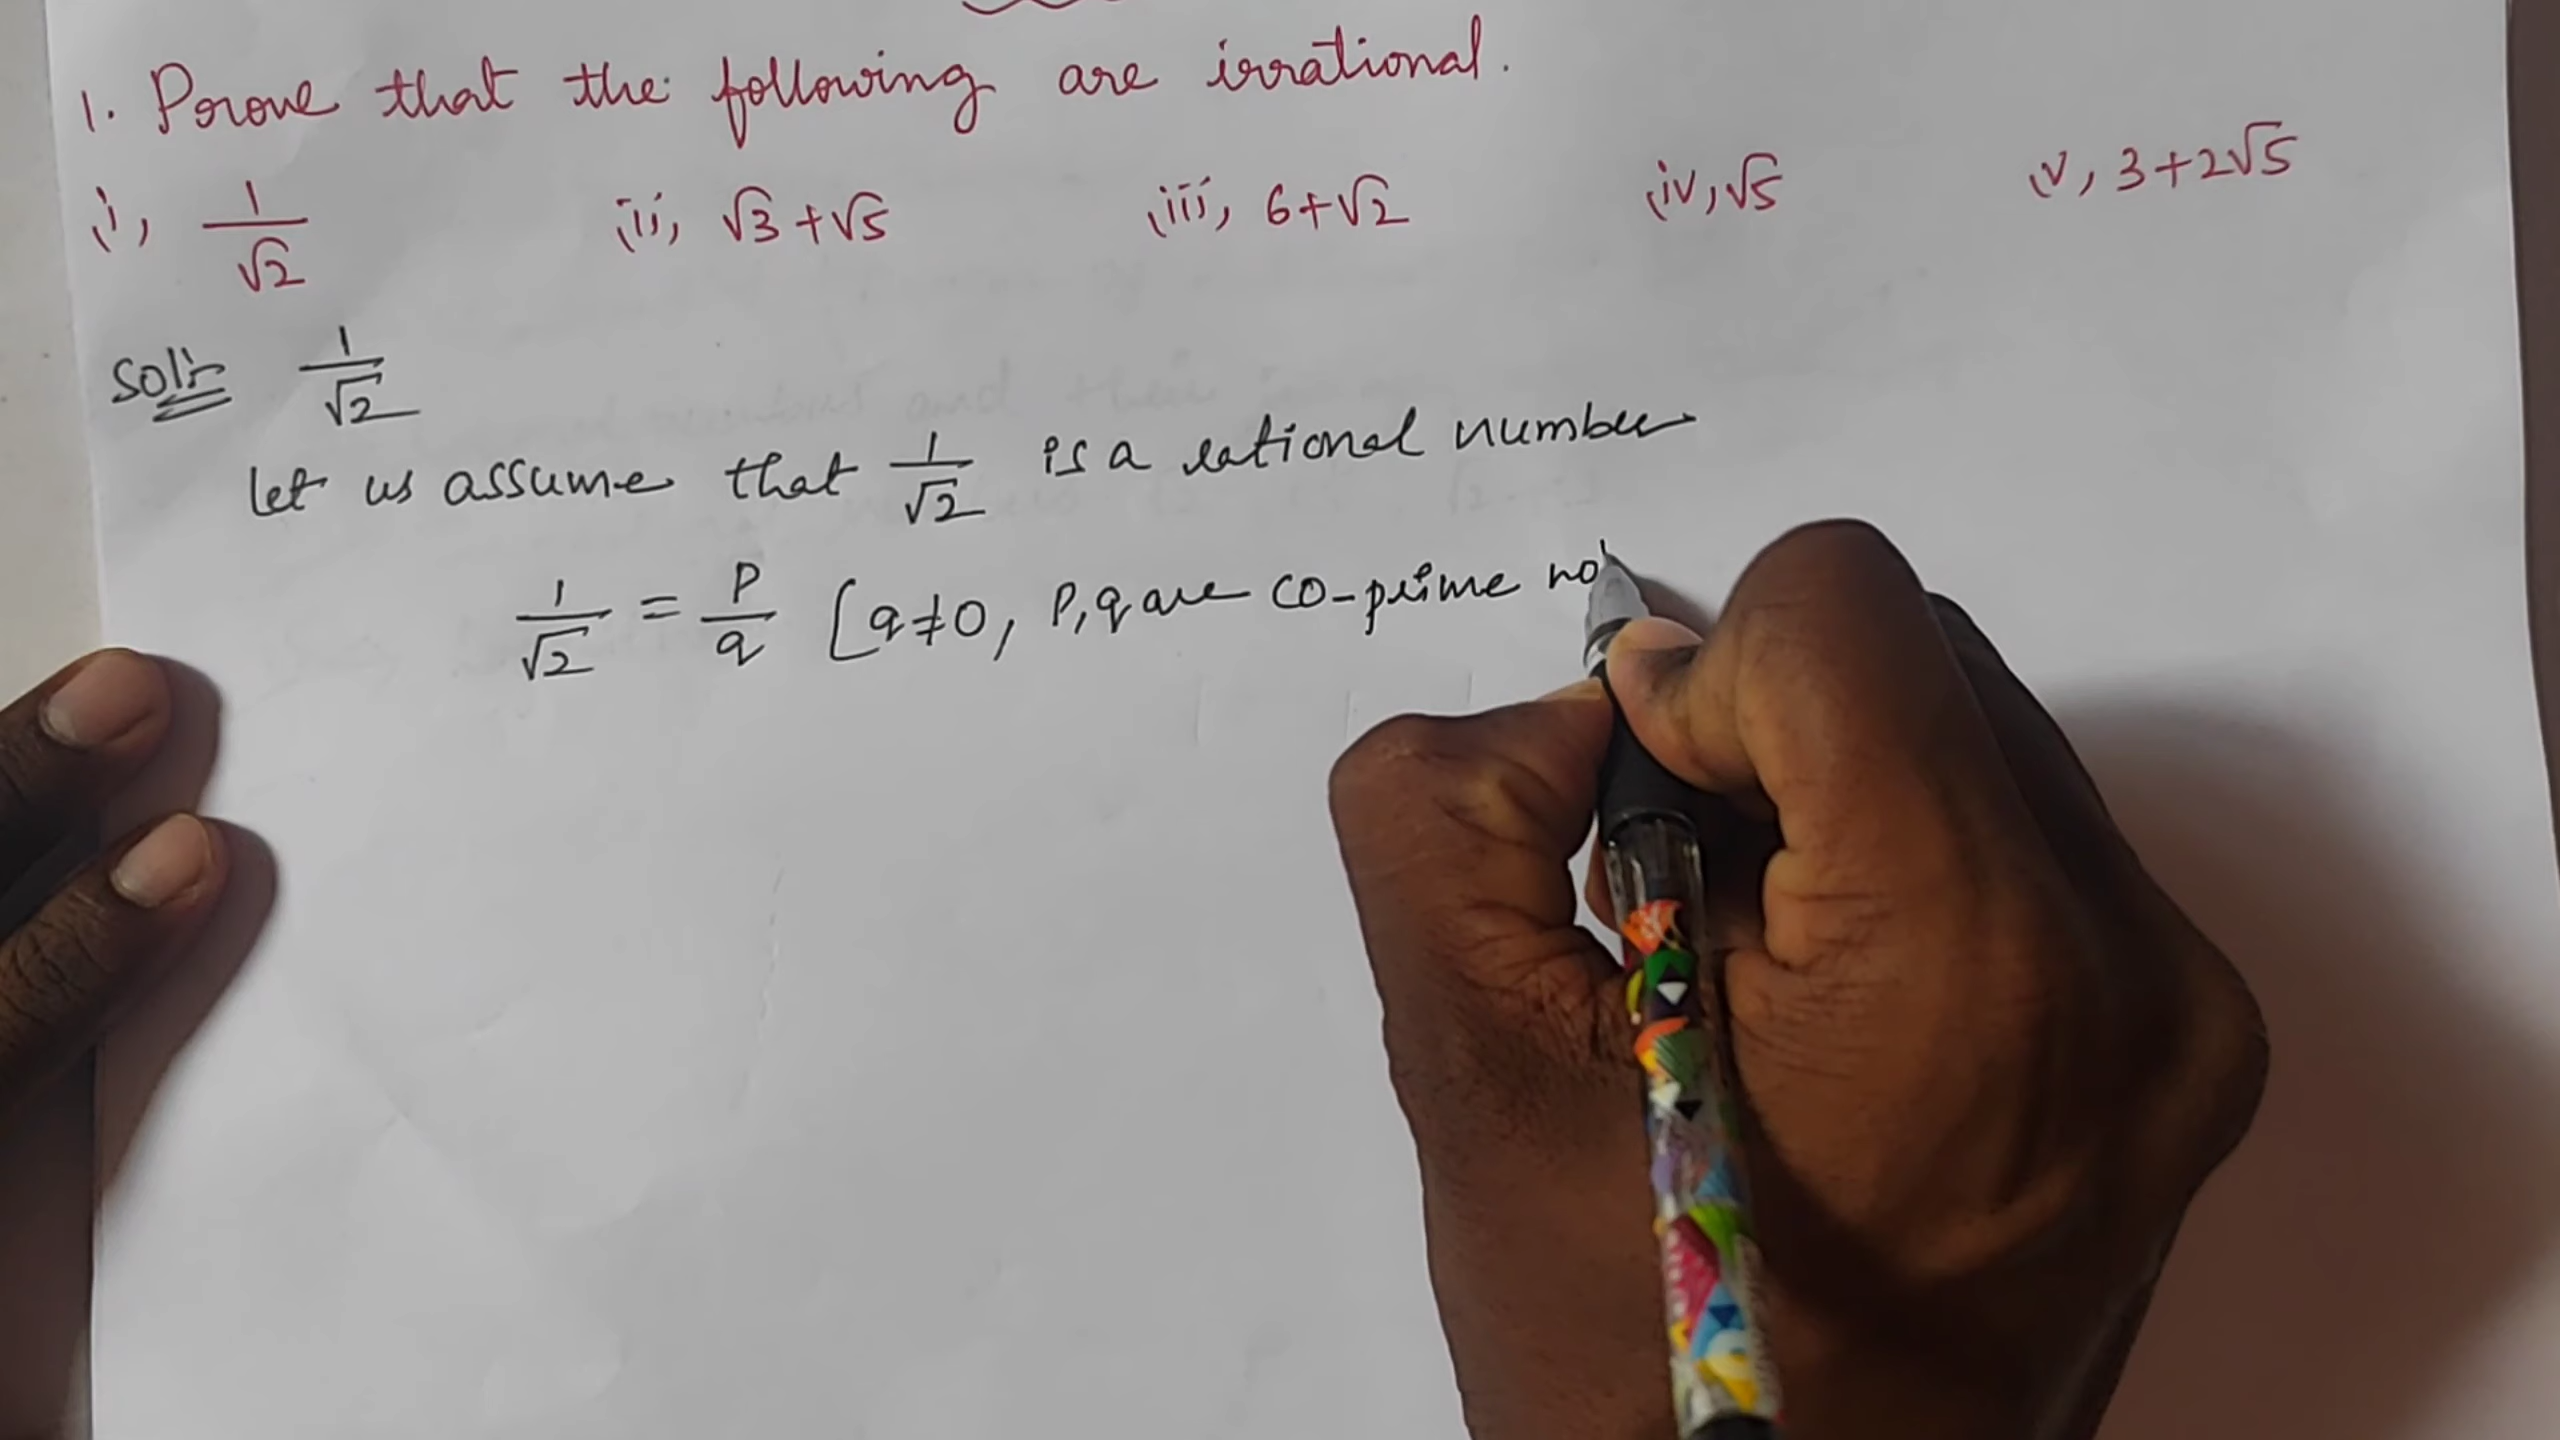 1. Prove that the following are irrational.
(i, 1/√2 (ii, √3+√5 (iii, 6+√2 (iv, √5 (v, 3+2√5
Soln 1/√2
Let us assume that 1/√2 is a rational number
1/√2 = P/q [q≠0, P,q are co-prime no